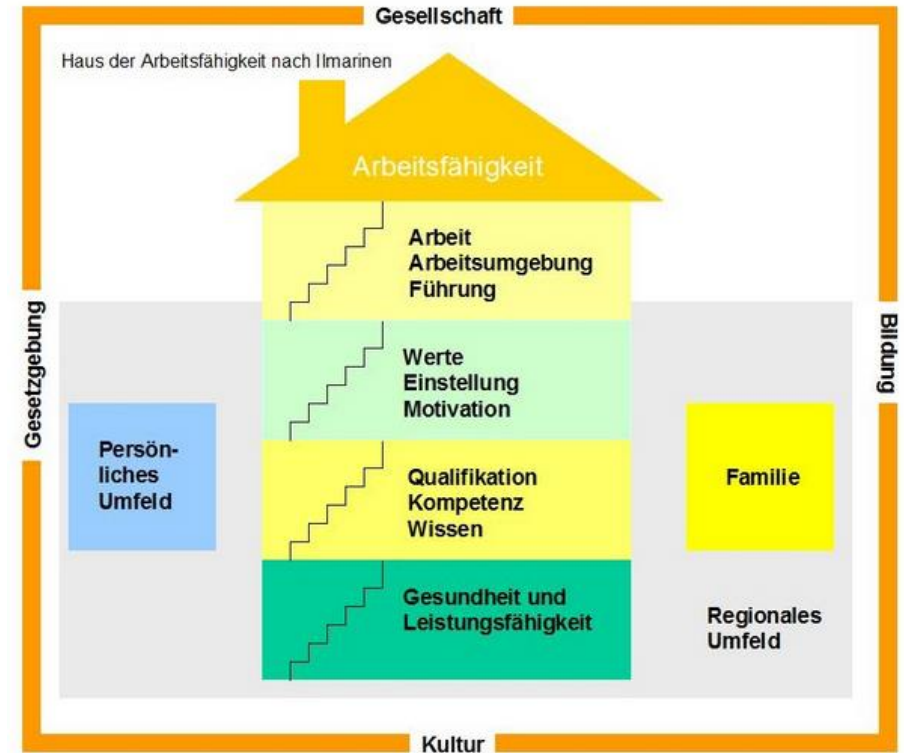 Gesellschaft
Haus der Arbeitsfähigkeit nach Ilmarinen
Arbeitsfähigkeit
Arbeit
Arbeitsumgebung
Führung
Werte
Einstellung
Motivation
Qualifikation
Kompetenz
Wissen
Gesundheit und
Leistungsfähigkeit
Gesetzgebung
Persön-
liches
Umfeld
Familie
Bildung
Regionales
Umfeld
Kultur